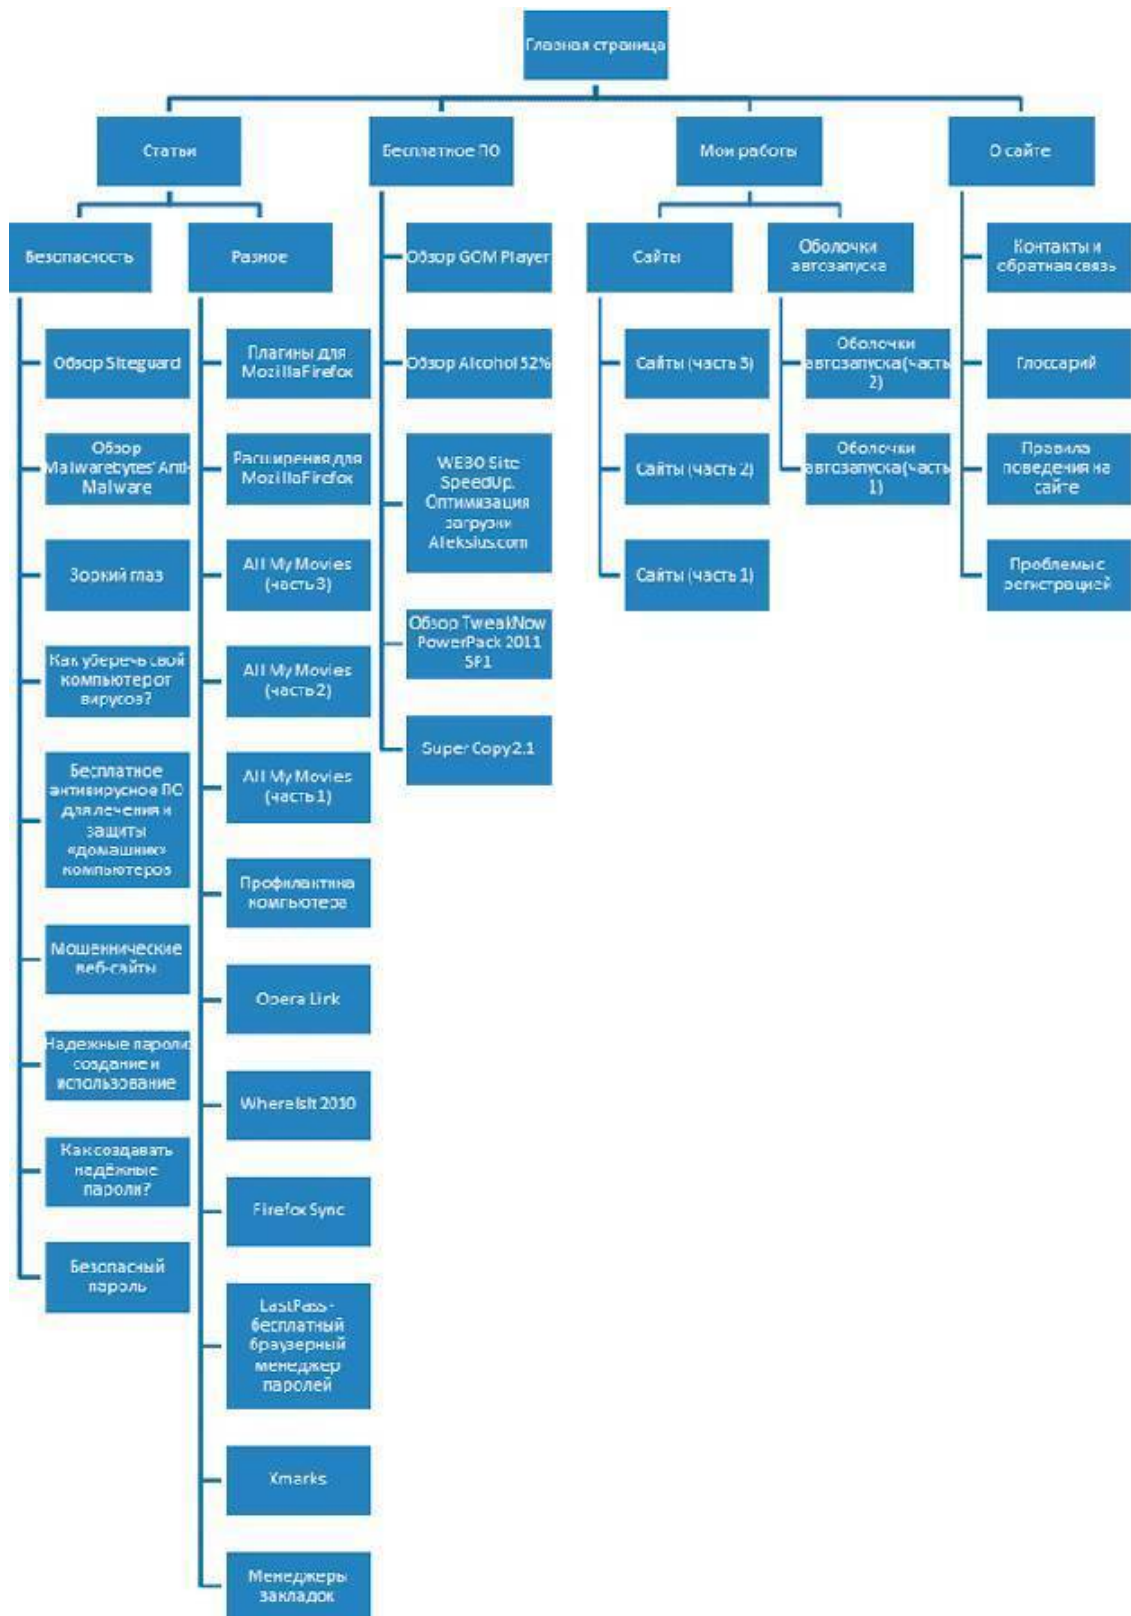 Главная страница
Статьи
Бесплатное ПО
Мои работы
О сайте
Безопасность
Разное
Обзор GOM Player
Сайты
Оболочки
автозапуска
Контакты и
обратная связь
Обзор Siteguard
Плагины для
Mozilla Firefox
Обзор Alcohol 52%
Сайты (часть 3)
Оболочки
автозапуска(часть
2)
Глоссарий
Обзор
Malwarebytes' Anti-
Malware
Расширения для
Mozilla Firefox
WEBO Site
SpeedUp.
Оптимизация
загрузки
Aleksius.com
Сайты (часть 2)
Оболочки
автозапуска(часть
1)
Правила
поведения на
сайте
Зоркий глаз
All My Movies
(часть 3)
Сайты (часть 1)
Проблемы с
регистрацией
Как уберечь свой
компьютер от
вирусов?
All My Movies
(часть 2)
Обзор TweakNow
PowerPack 2011
SP1
Бесплатное
антивирусное ПО
для лечения и
защиты
«домашних»
компьютеров
All My Movies
(часть 1)
Super Copy 2.1
Профилактика
компьютера
Мошеннические
веб-сайты
Opera Link
Надежные пароли:
создание и
использование
WhereIsIt 2010
Как создавать
надёжные
пароли?
Firefox Sync
Безопасный
пароль
LastPass -
бесплатный
браузерный
менеджер
паролей
Xmarks
Менеджеры
закладок